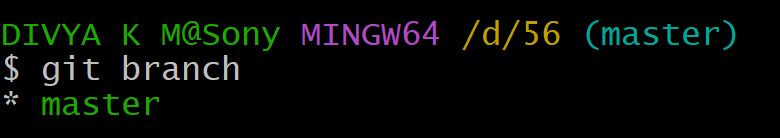 DIVYA K M@Sony MINGW64 /d/56 (master)
$ git branch
* master